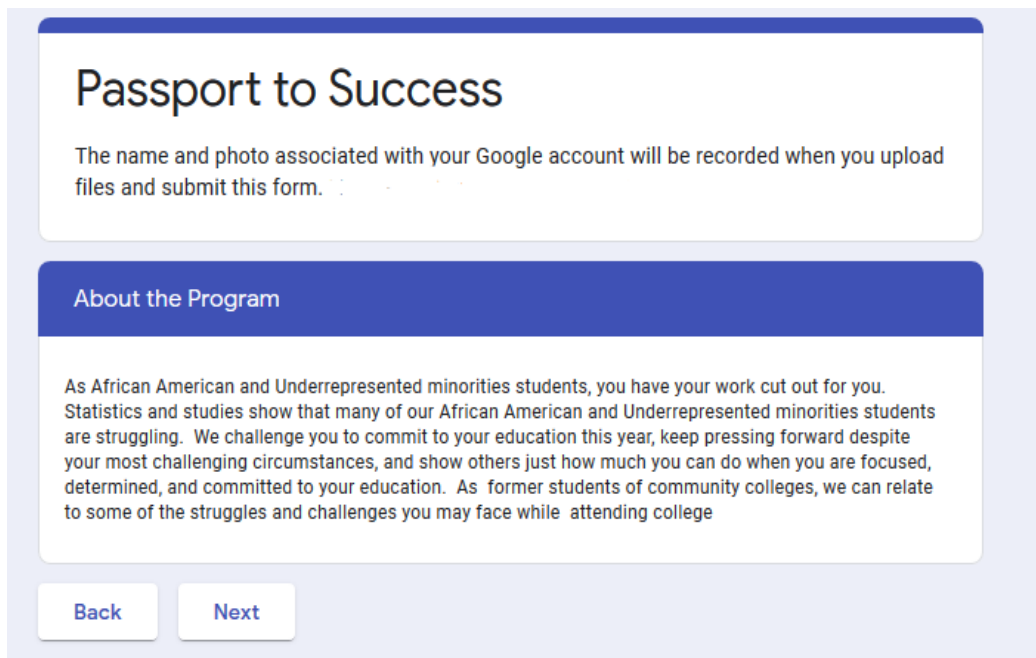 Passport to Success
The name and photo associated with your Google account will be recorded when you upload
files and submit this form.
About the Program
As African American and Underrepresented minorities students, you have your work cut out for you.
Statistics and studies show that many of our African American and Underrepresented minorities students
are struggling.  We challenge you to commit to your education this year, keep pressing forward despite
your most challenging circumstances, and show others just how much you can do when you are focused,
determined, and committed to your education.  As  former students of community colleges, we can relate
to some of the struggles and challenges you may face while  attending college
Back
Next